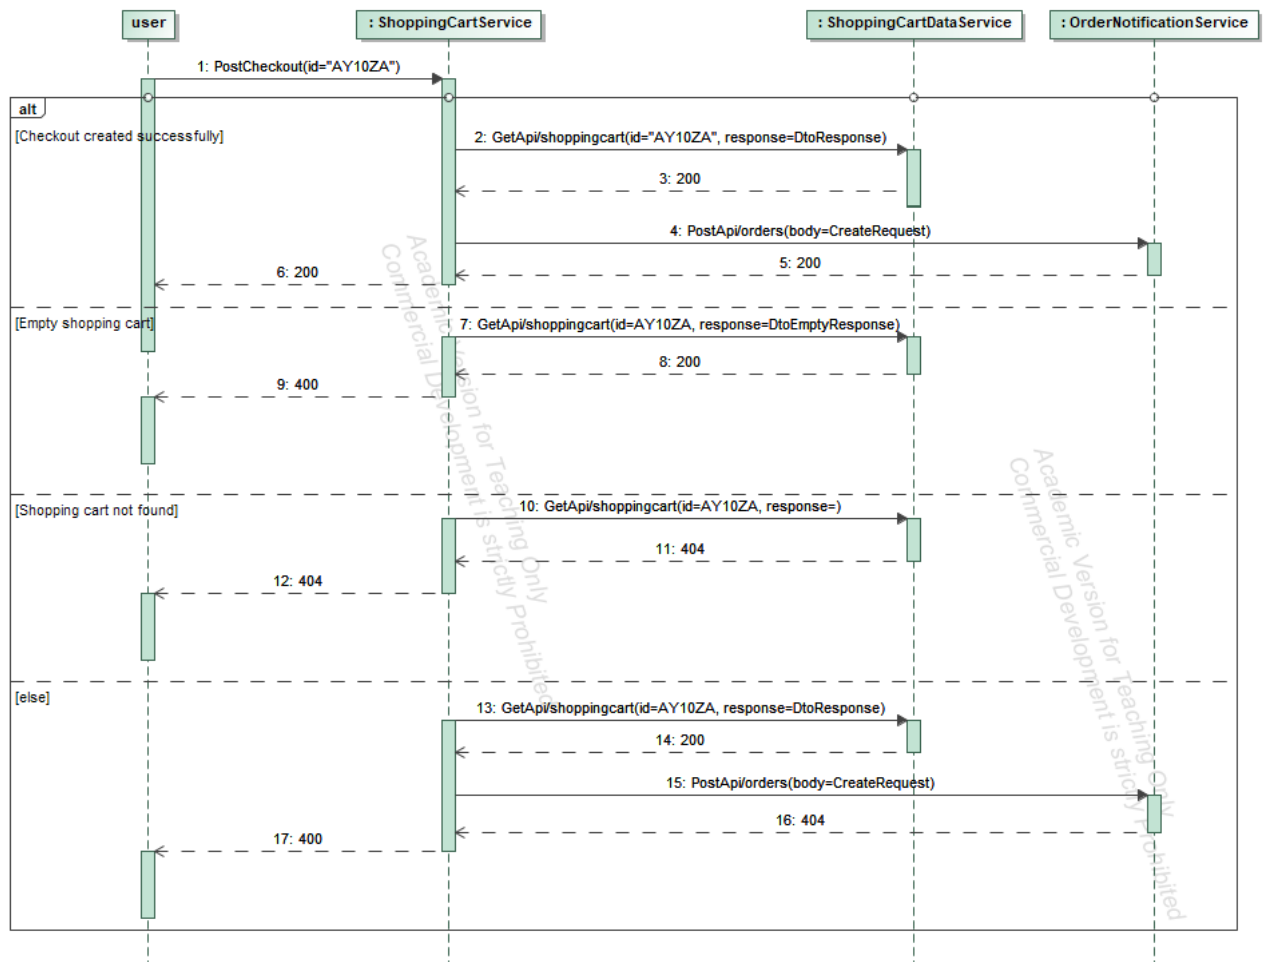 user
: ShoppingCartService
: ShoppingCartDataService
: OrderNotificationService
1: PostCheckout(id="AY10ZA")
alt
[Checkout created successfully]
2: GetApi/shoppingcart(id="AY10ZA", response=DtoResponse)
3: 200
4: PostApi/orders(body=CreateRequest)
5: 200
6: 200
[Empty shopping cart]
7: GetApi/shoppingcart(id=AY10ZA, response=DtoEmptyResponse)
8: 200
9: 400
[Shopping cart not found]
10: GetApi/shoppingcart(id=AY10ZA, response=)
11: 404
12: 404
[else]
13: GetApi/shoppingcart(id=AY10ZA, response=DtoResponse)
14: 200
15: PostApi/orders(body=CreateRequest)
16: 404
17: 400
Academic Version for Teaching Only
Commercial Development is strictly Prohibited
Academic Version for Teaching Only
Commercial Development is strictly Prohibited